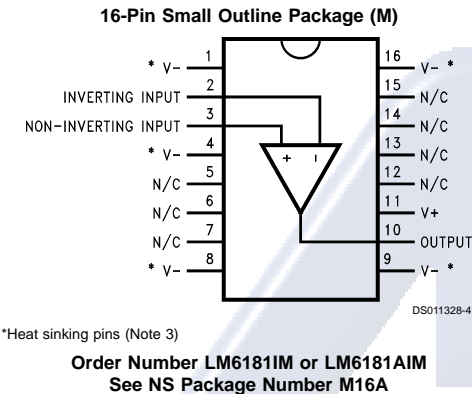 16-Pin Small Outline Package (M)
* V- 1 16 V- *
INVERTING INPUT 2 15 N/C
NON-INVERTING INPUT 3 14 N/C
* V- 4 13 N/C
N/C 5 12 N/C
N/C 6 11 V+
N/C 7 10 OUTPUT
* V- 8 9 V- *
+ −
DS011328-4
*Heat sinking pins (Note 3)
Order Number LM6181IM or LM6181AIM
See NS Package Number M16A